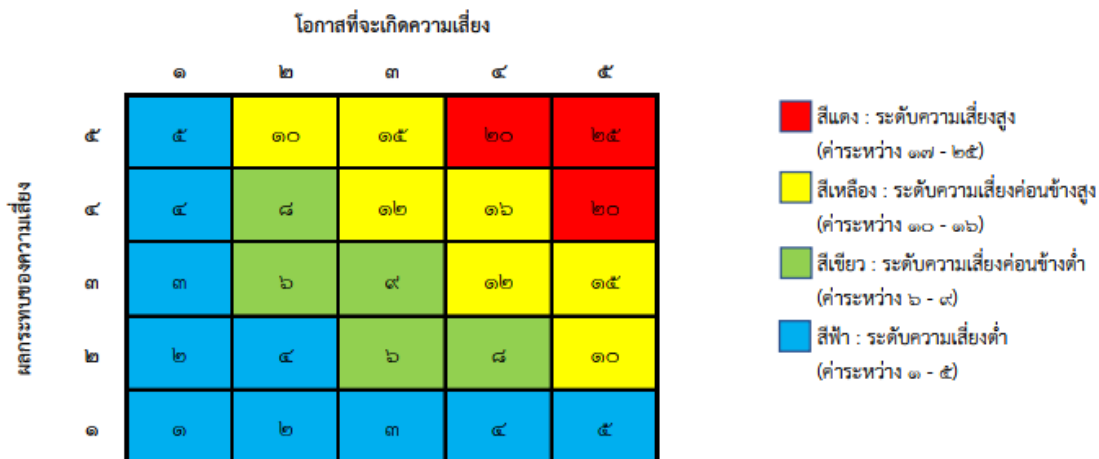 โอกาสที่จะเกิดความเสี่ยง
๑ ๒ ๓ ๔ ๕
ผลกระทบของความเสี่ยง
๕ ๕ ๑๐ ๑๕ ๒๐ ๒๕
๔ ๔ ๘ ๑๒ ๑๖ ๒๐
๓ ๓ ๖ ๙ ๑๒ ๑๕
๒ ๒ ๔ ๖ ๘ ๑๐
๑ ๑ ๒ ๓ ๔ ๕
สีแดง : ระดับความเสี่ยงสูง
(ค่าระหว่าง ๑๗ - ๒๕)
สีเหลือง : ระดับความเสี่ยงค่อนข้างสูง
(ค่าระหว่าง ๑๐ - ๑๖)
สีเขียว : ระดับความเสี่ยงค่อนข้างต่ำ
(ค่าระหว่าง ๖ - ๙)
สีฟ้า : ระดับความเสี่ยงต่ำ
(ค่าระหว่าง ๑ - ๕)